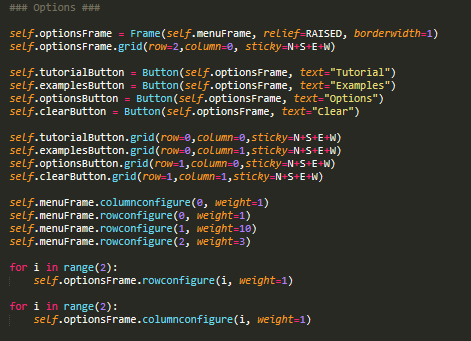 ### Options ###
self.optionsFrame = Frame(self.menuFrame, relief=RAISED, borderwidth=1)
self.optionsFrame.grid(row=2,column=0, sticky=N+S+E+W)
self.tutorialButton = Button(self.optionsFrame, text="Tutorial")
self.examplesButton = Button(self.optionsFrame, text="Examples")
self.optionsButton = Button(self.optionsFrame, text="Options")
self.clearButton = Button(self.optionsFrame, text="Clear")
self.tutorialButton.grid(row=0,column=0,sticky=N+S+E+W)
self.examplesButton.grid(row=0,column=1,sticky=N+S+E+W)
self.optionsButton.grid(row=1,column=0,sticky=N+S+E+W)
self.clearButton.grid(row=1,column=1,sticky=N+S+E+W)
self.menuFrame.columnconfigure(0, weight=1)
self.menuFrame.rowconfigure(0, weight=1)
self.menuFrame.rowconfigure(1, weight=10)
self.menuFrame.rowconfigure(2, weight=3)
for i in range(2):
    self.optionsFrame.rowconfigure(i, weight=1)
for i in range(2):
    self.optionsFrame.columnconfigure(i, weight=1)